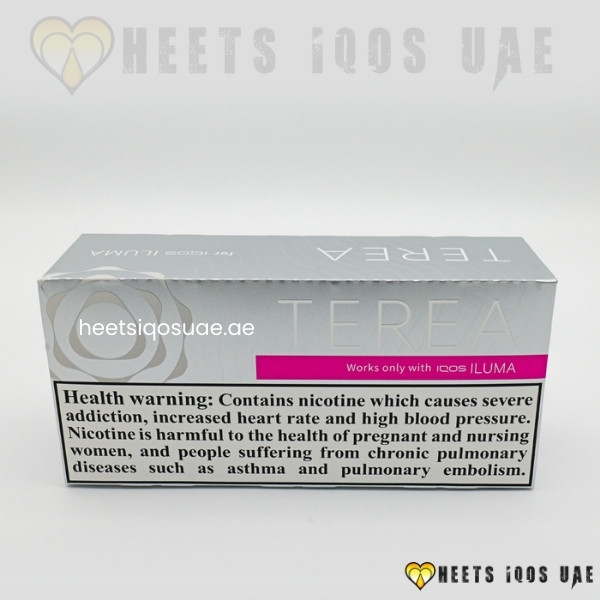 HEETS iQOS UAE
for IQOS ILUMA
TEREA
TEREA
heetsiqosuae.ae
Works only with IQOS ILUMA
Health warning: Contains nicotine which causes severe
addiction, increased heart rate and high blood pressure.
Nicotine is harmful to the health of pregnant and nursing
women, and people suffering from chronic pulmonary
diseases such as asthma and pulmonary embolism.
HEETS iQOS UAE